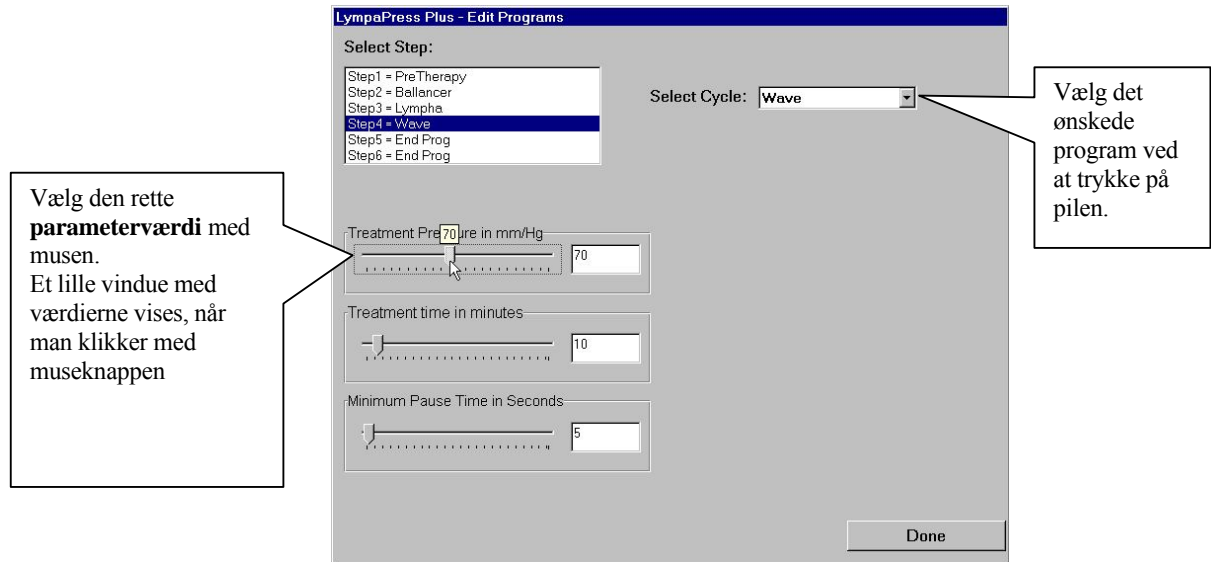 LympaPress Plus - Edit Programs
Select Step:
Step1 = PreTherapy
Step2 = Ballancer
Step3 = Lympha
Step4 = Wave
Step5 = End Prog
Step6 = End Prog
Select Cycle: Wave
Vælg det
ønskede
program ved
at trykke på
pilen.
Vælg den rette
parameterværdi med
musen.
Et lille vindue med
værdierne vises, når
man klikker med
museknappen
Treatment Pre 70 ure in mm/Hg
70
Treatment time in minutes
10
Minimum Pause Time in Seconds
5
Done